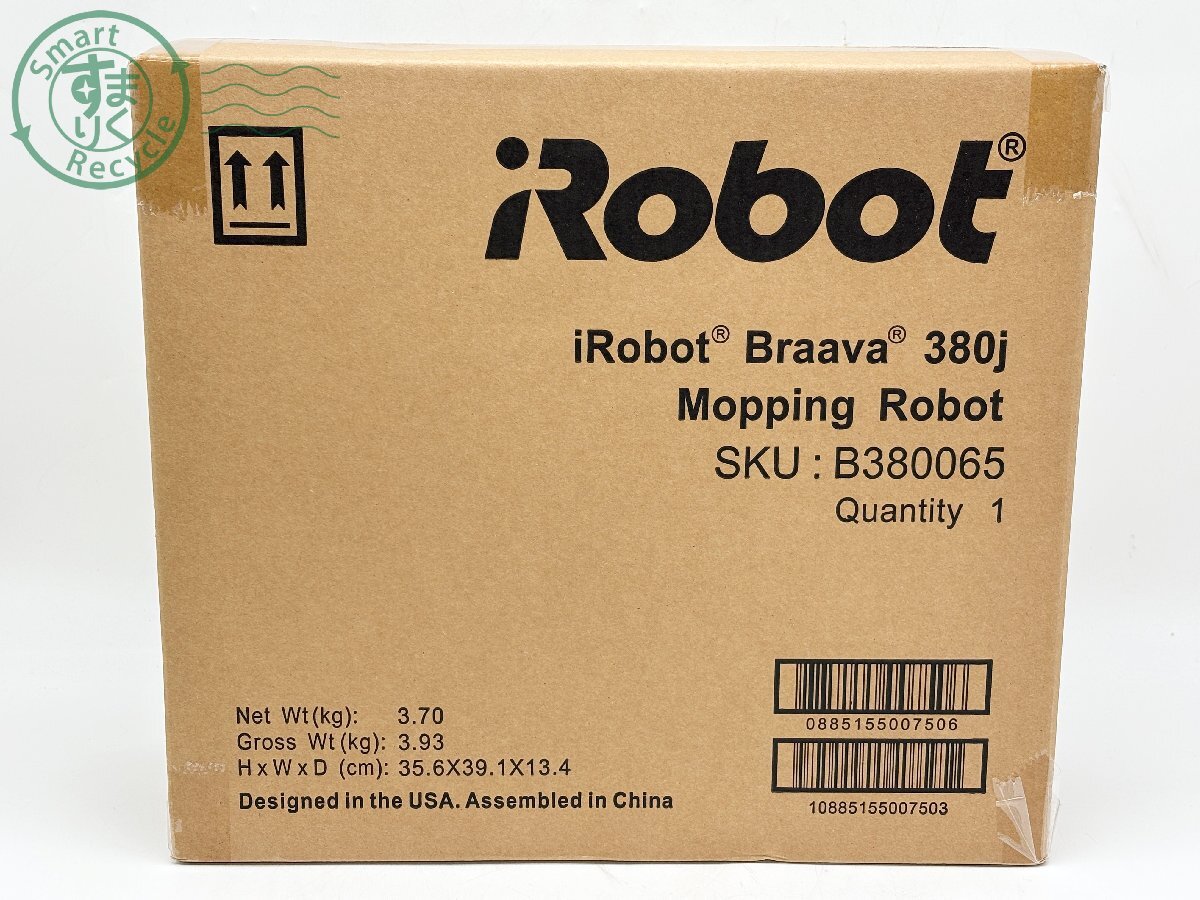 Smart
すまりく
Recycle
iRobot®
iRobot® Braava® 380j
Mopping Robot
SKU : B380065
Quantity 1
0885155007506
10885155007503
Net Wt(kg): 3.70
Gross Wt(kg): 3.93
HxWxD (cm): 35.6X39.1X13.4
Designed in the USA. Assembled in China